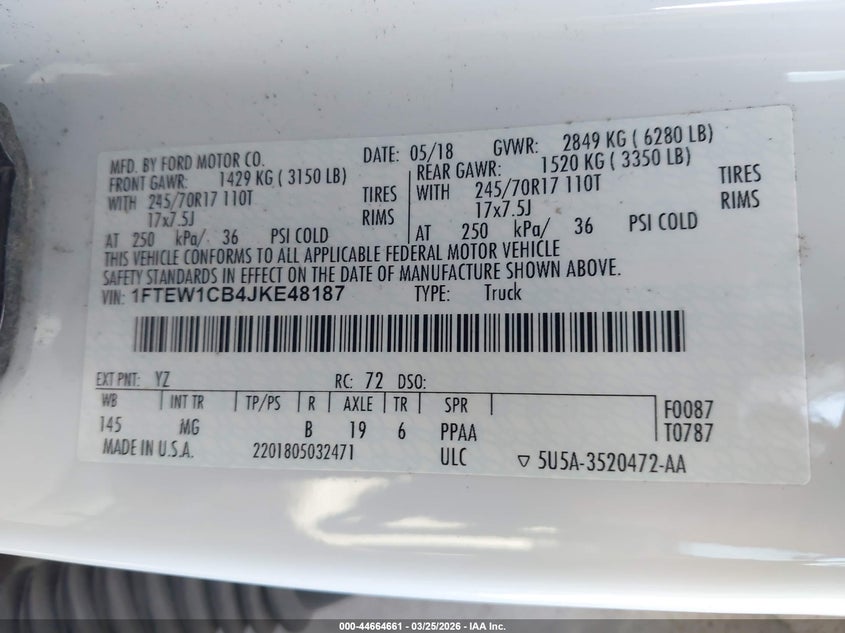 MFD. BY FORD MOTOR CO. DATE: 05/18 GVWR: 2849 KG ( 6280 LB)
FRONT GAWR: 1429 KG ( 3150 LB) REAR GAWR: 1520 KG ( 3350 LB)
WITH 245/70R17 110T TIRES WITH 245/70R17 110T TIRES
17x7.5J RIMS 17x7.5J RIMS
AT 250 kPa/ 36 PSI COLD AT 250 kPa/ 36 PSI COLD
THIS VEHICLE CONFORMS TO ALL APPLICABLE FEDERAL MOTOR VEHICLE
SAFETY STANDARDS IN EFFECT ON THE DATE OF MANUFACTURE SHOWN ABOVE.
VIN: 1FTEW1CB4JKE48187 TYPE: Truck
EXT PNT: YZ RC: 72 DSO:
WB INT TR TP/PS R AXLE TR SPR F0087
145 MG B 19 6 PPAA T0787
MADE IN U.S.A. 2201805032471 ULC ▽ 5U5A-3520472-AA
000-44664661 - 03/25/2026 - IAA Inc.